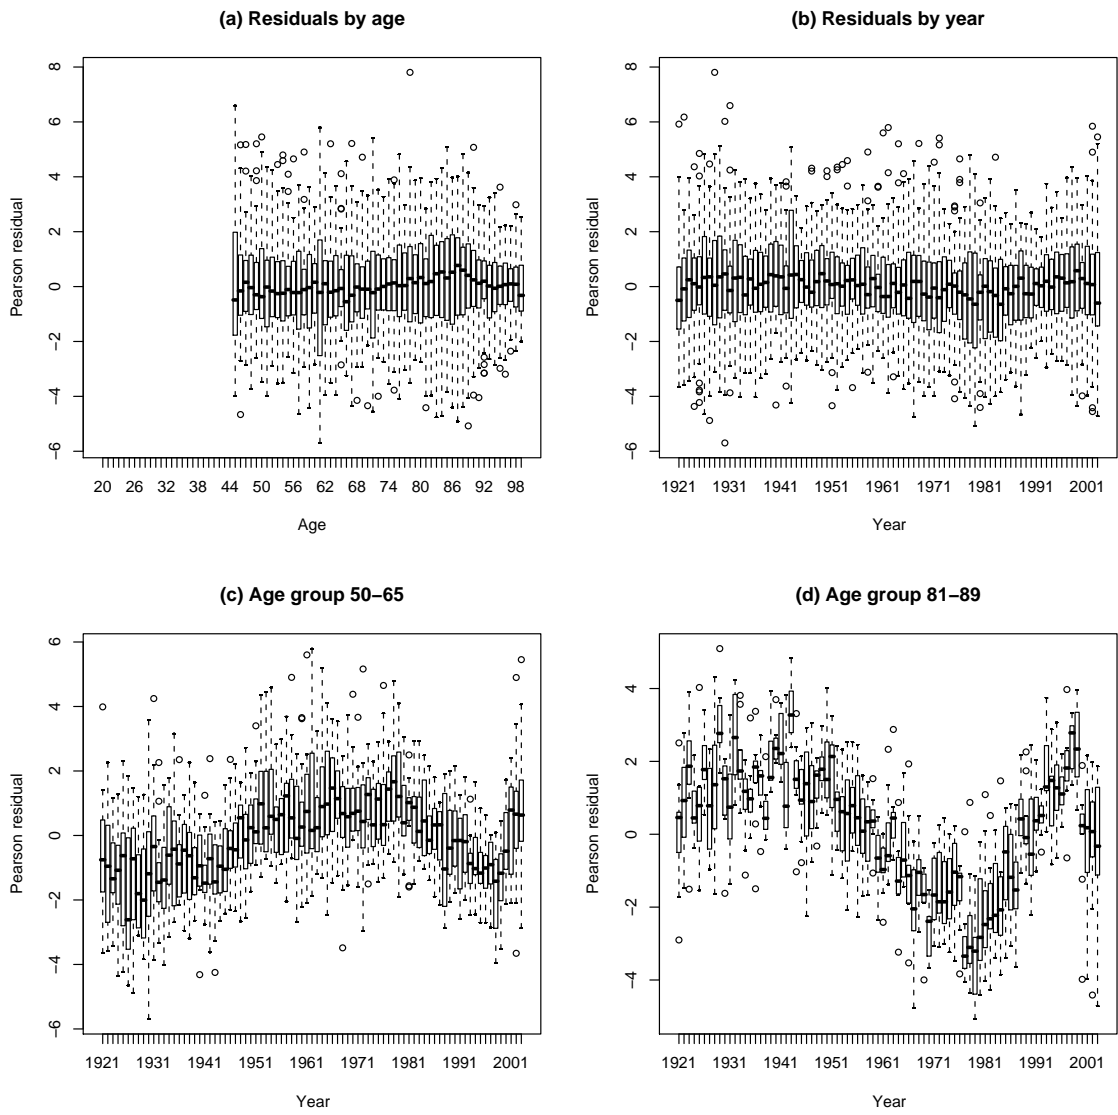 (a) Residuals by age
Pearson residual
8
6
4
2
0
−2
−4
−6
20 26 32 38 44 50 56 62 68 74 80 86 92 98
Age
(b) Residuals by year
Pearson residual
8
6
4
2
0
−2
−4
−6
1921 1931 1941 1951 1961 1971 1981 1991 2001
Year
(c) Age group 50−65
Pearson residual
6
4
2
0
−2
−4
−6
1921 1931 1941 1951 1961 1971 1981 1991 2001
Year
(d) Age group 81−89
Pearson residual
4
2
0
−2
−4
1921 1931 1941 1951 1961 1971 1981 1991 2001
Year